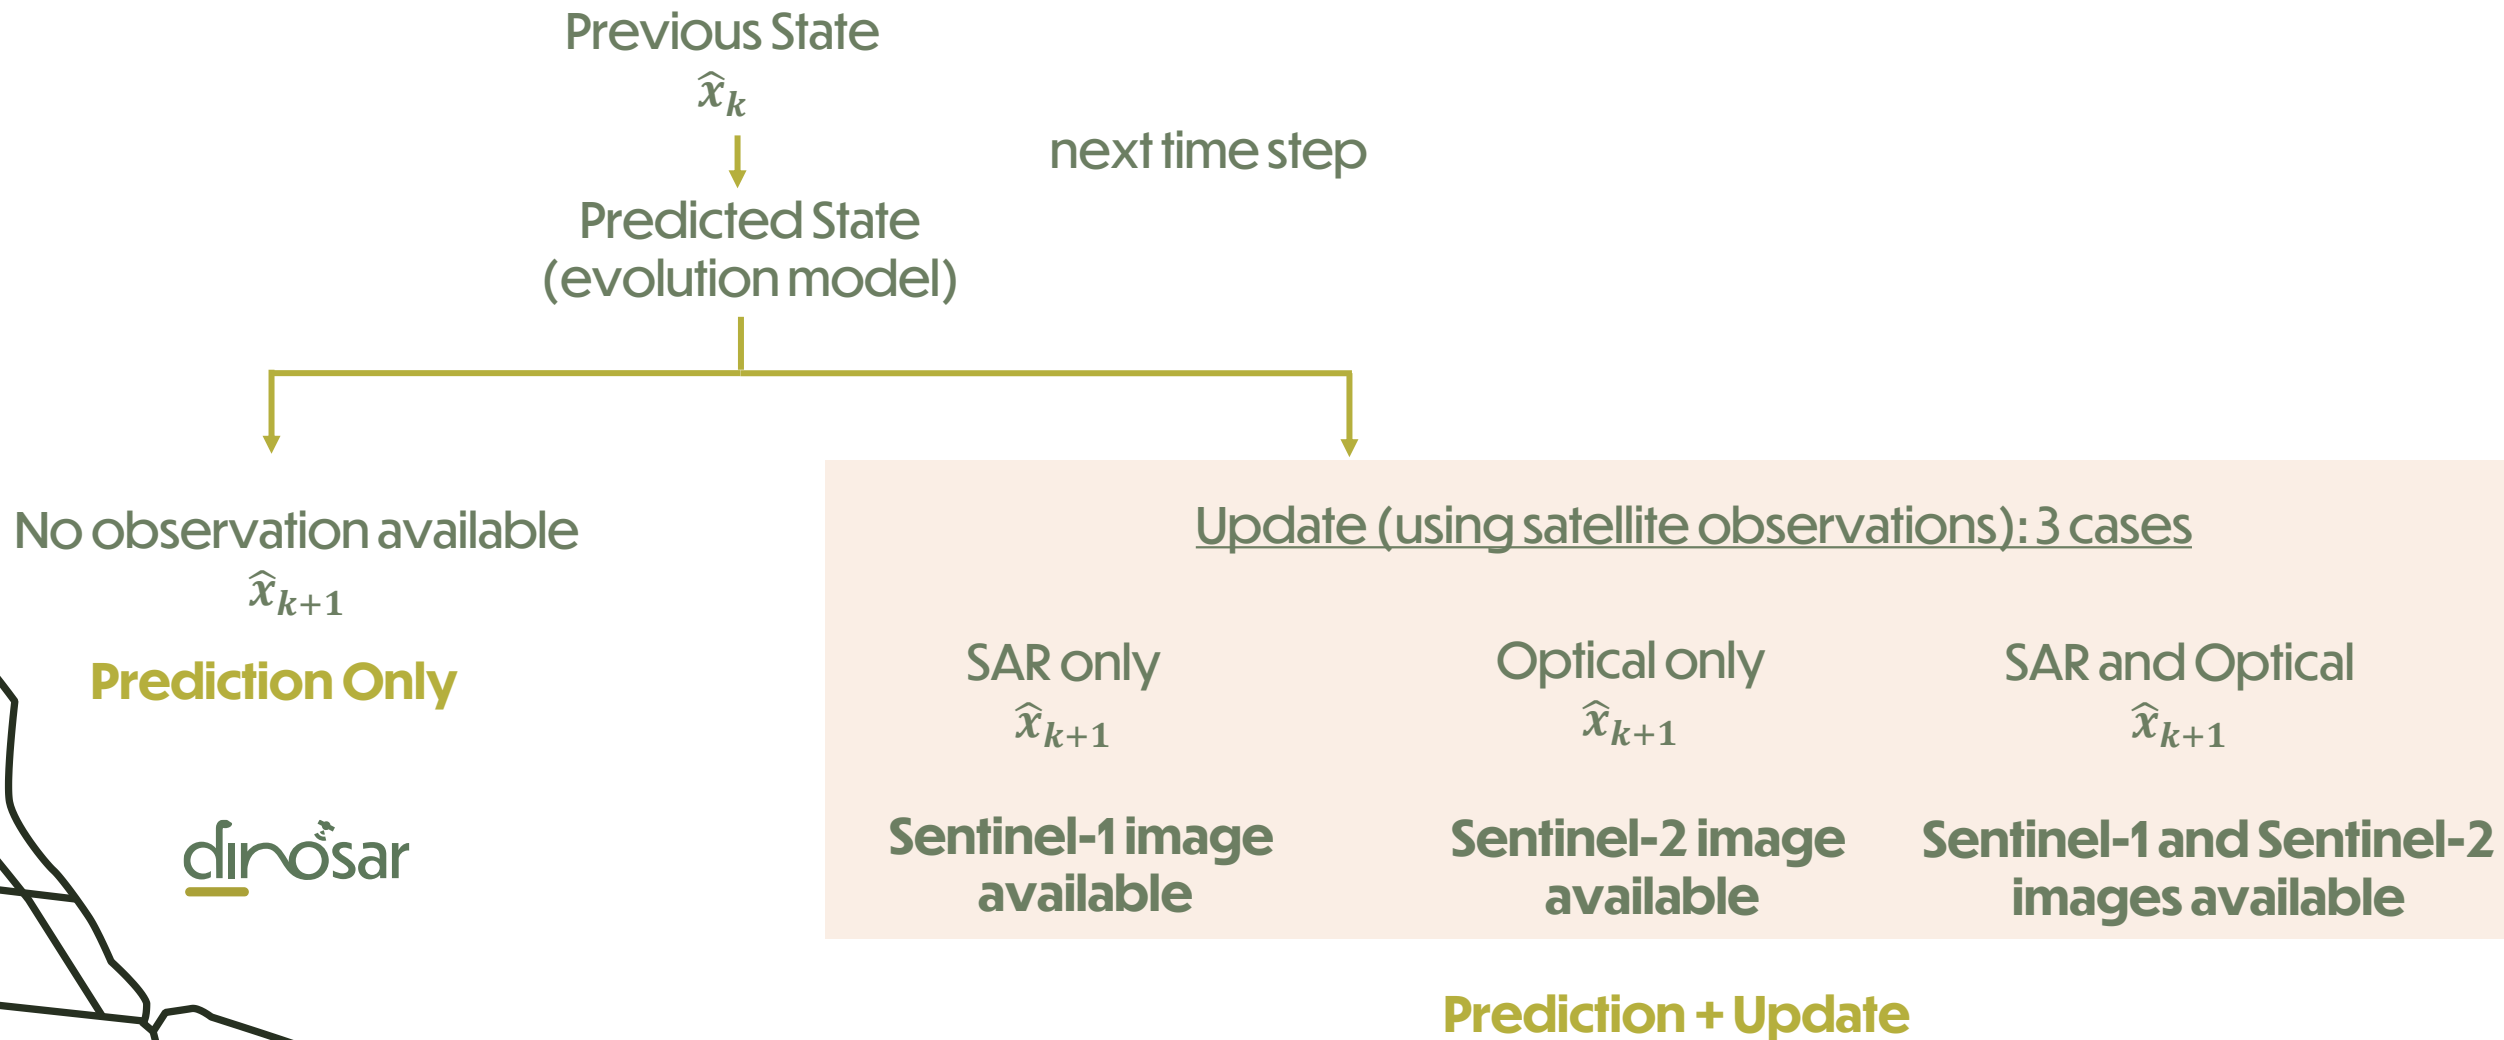 Previous State
x̂ₖ
next time step
Predicted State
(evolution model)
No observation available
x̂ₖ₊₁
Prediction Only
Update (using satellite observations): 3 cases
SAR only
x̂ₖ₊₁
Sentinel-1 image
available
Optical only
x̂ₖ₊₁
Sentinel-2 image
available
SAR and Optical
x̂ₖ₊₁
Sentinel-1 and Sentinel-2
images available
Prediction + Update
dinosar